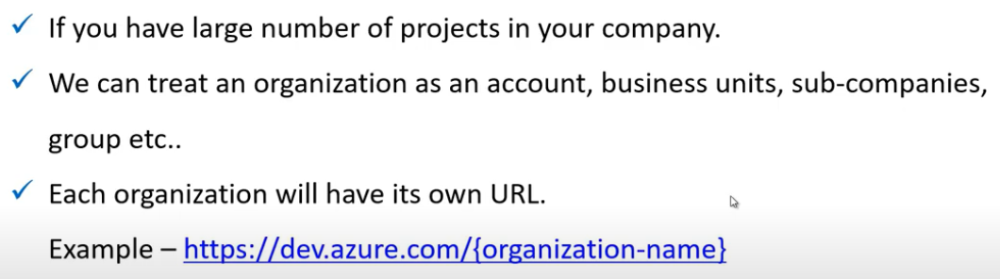 ✓ If you have large number of projects in your company.
✓ We can treat an organization as an account, business units, sub-companies,
group etc..
✓ Each organization will have its own URL.
Example – https://dev.azure.com/{organization-name}